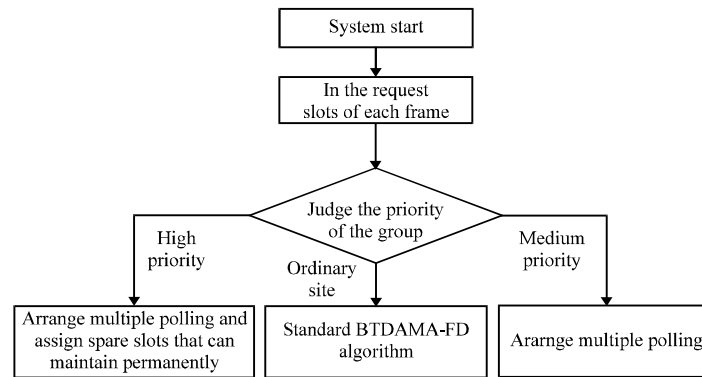 System start
In the request
slots of each frame
Judge the priority
of the group
High
priority
Ordinary
site
Medium
priority
Arrange multiple polling and
assign spare slots that can
maintain permanently
Standard BTDAMA-FD
algorithm
Ararnge multiple polling